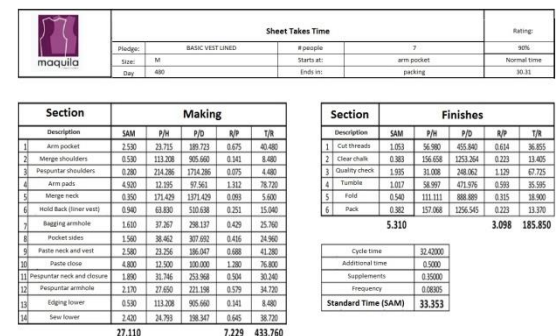 maquila
Sheet Takes Time
Rating:
Pledge: BASIC VEST LINED # people 7 90%
Size: M Starts at: arm pocket Normal time
Day 480 Ends in: packing 30.31
Section Making
Description SAM P/H P/D R/P T/R
1 Arm pocket 2.530 23.715 189.723 0.675 40.480
2 Merge shoulders 0.530 113.208 905.660 0.141 8.480
3 Pespuntar shoulders 0.280 214.286 1714.286 0.075 4.480
4 Arm pads 4.920 12.195 97.561 1.312 78.720
5 Merge neck 0.350 171.429 1371.429 0.093 5.600
6 Hold Back (liner vest) 0.940 63.830 510.638 0.251 15.040
7 Bagging armhole 1.610 37.267 298.137 0.429 25.760
8 Pocket sides 1.560 38.462 307.692 0.416 24.960
9 Paste neck and vest 2.580 23.256 186.047 0.688 41.280
10 Paste close 4.800 12.500 100.000 1.280 76.800
11 Pespuntar neck and closure 1.890 31.746 253.968 0.504 30.240
12 Pespuntar armhole 2.170 27.650 221.198 0.579 34.720
13 Edging lower 0.530 113.208 905.660 0.141 8.480
14 Sew lower 2.420 24.793 198.347 0.645 38.720
27.110 7.229 433.760
Section Finishes
Description SAM P/H P/D R/P T/R
1 Cut threads 1.053 56.980 455.840 0.614 36.855
2 Clear chalk 0.383 156.658 1253.264 0.223 13.405
3 Quality check 1.935 31.008 248.062 1.129 67.725
4 Tumble 1.017 58.997 471.976 0.593 35.595
5 Fold 0.540 111.111 888.889 0.315 18.900
6 Pack 0.382 157.068 1256.545 0.223 13.370
5.310 3.098 185.850
Cycle time 32.42000
Additional time 0.5000
Supplements 0.35000
Frequency 0.08305
Standard Time (SAM) 33.353